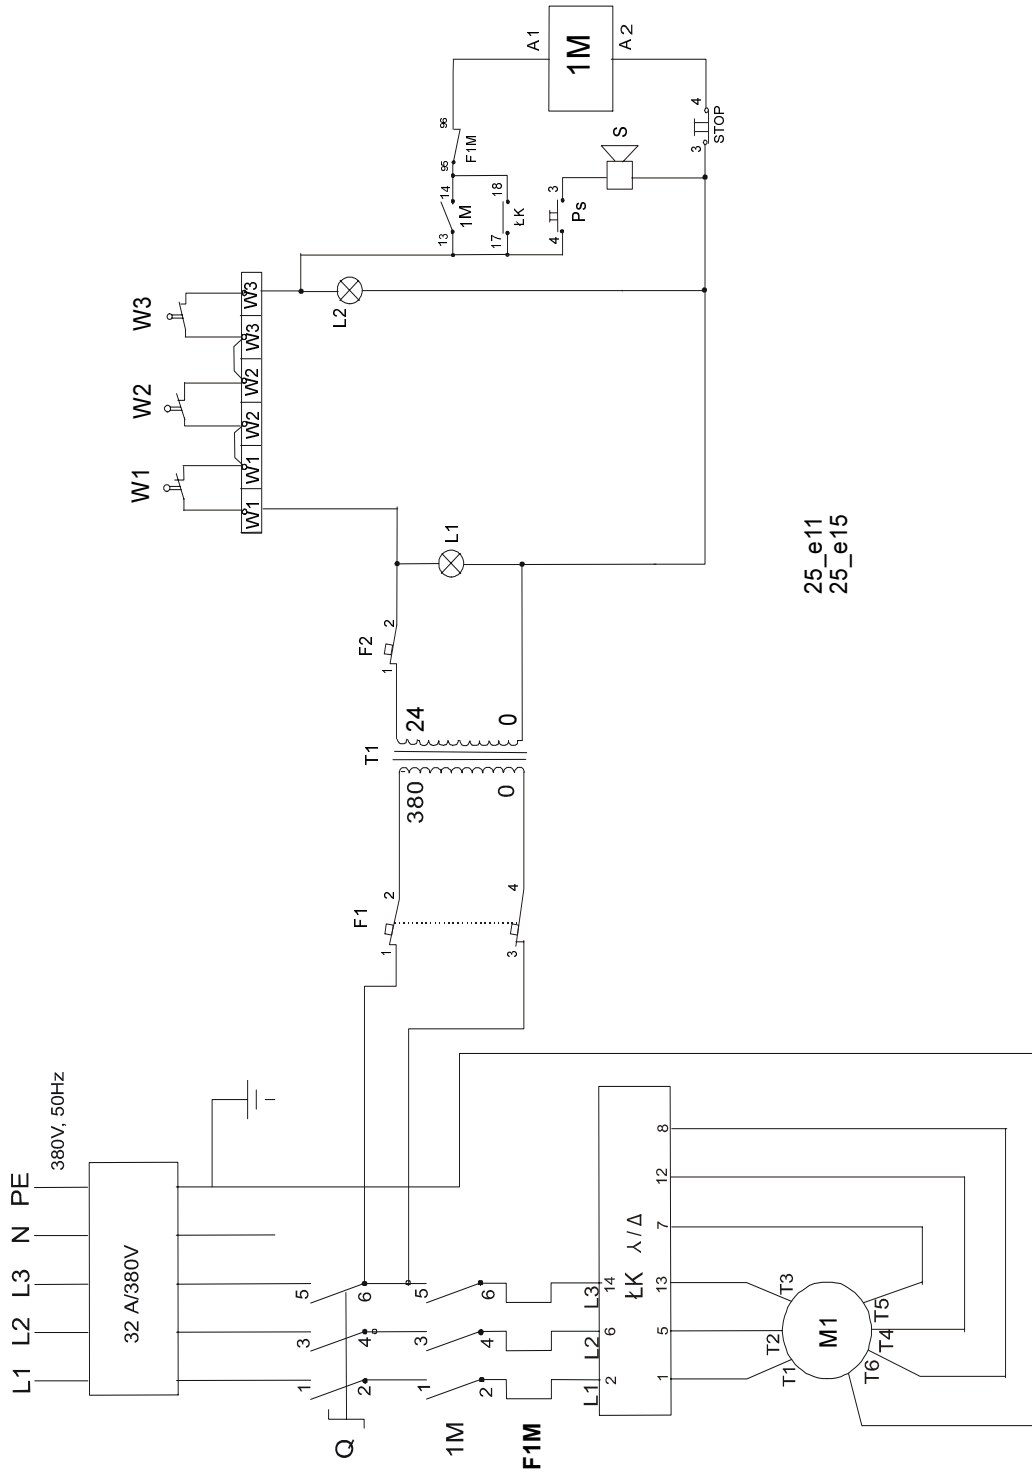 L1 L2 L3 N PE
380V, 50Hz
32 A/380V
Q
1 3 5
2 4 6
1M
1 3 5
2 4 6
F1M
L1 L2 L3
2 6 14
ŁK ⅄/Δ
1 5 13 7 12 8
T1 T2 T3
M1
T6 T4 T5
F1
1 2
3 4
380 0
T1
24 0
F2
1 2
L1
W1 W2 W3
W1 W1 W2 W2 W3 W3
L2
13 14
1M
95 96
F1M
17 18
ŁK
4 3
Ps
S
A1 A2
1M
3 4
STOP
25_e11
25_e15